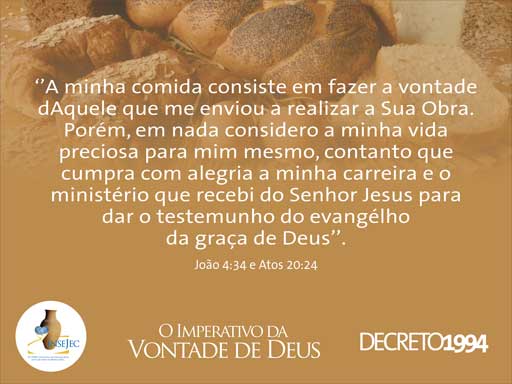 ‘’A minha comida consiste em fazer a vontade
dAquele que me enviou a realizar a Sua Obra.
Porém, em nada considero a minha vida
preciosa para mim mesmo, contanto que
cumpra com alegria a minha carreira e o
ministério que recebi do Senhor Jesus para
dar o testemunho do evangélho
da graça de Deus’’.
João 4:34 e Atos 20:24
O IMPERATIVO DA
VONTADE DE DEUS
DECRETO1994